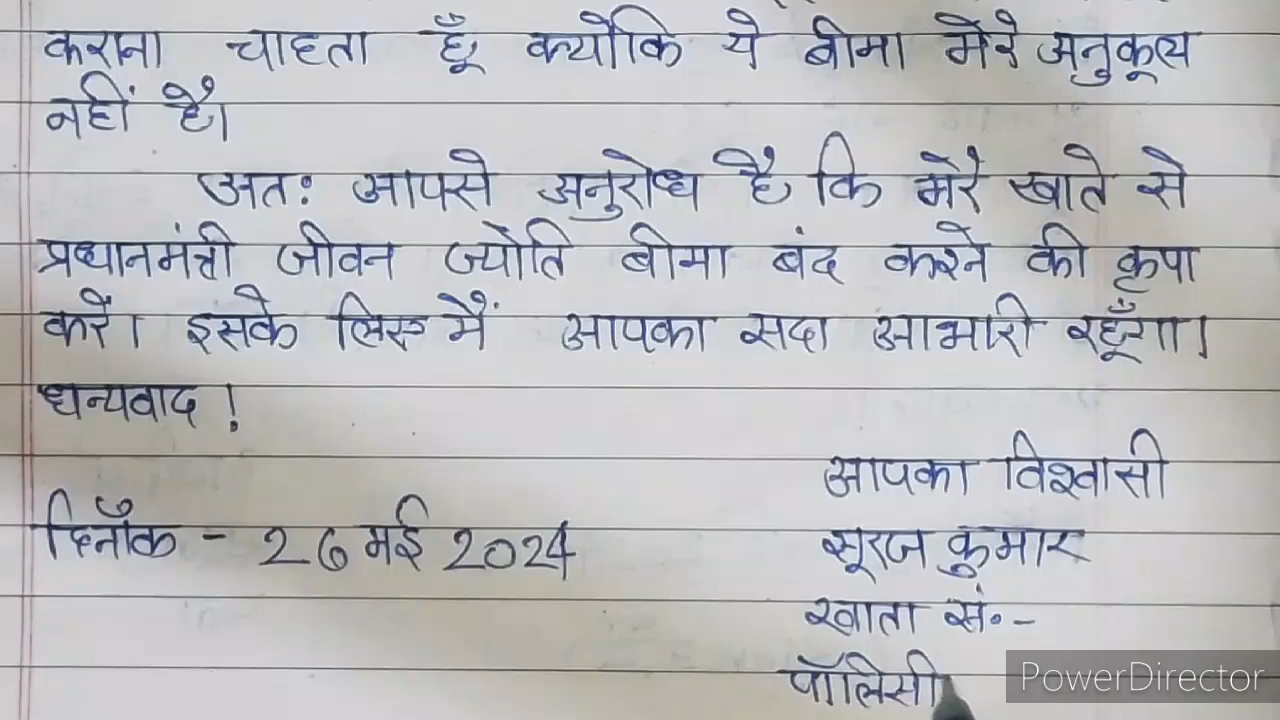 कराना चाहता हूँ क्योंकि ये बीमा मेरे अनुकूल
नहीं है।
अतः आपसे अनुरोध है कि मेरे खाते से
प्रधानमंत्री जीवन ज्योति बीमा बंद करने की कृपा
करें। इसके लिए मैं आपका सदा आभारी रहूँगा।
धन्यवाद !
आपका विश्वासी
दिनाँक - 26 मई 2024
सूरज कुमार
खाता सं॰-
पॉलिसी
PowerDirector